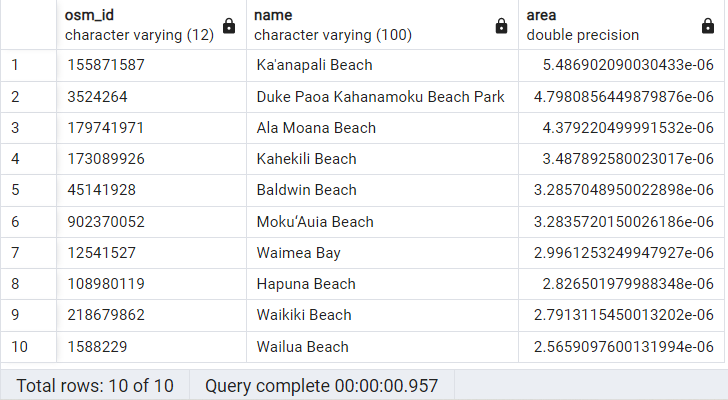 osm_id name area
character varying (12) character varying (100) double precision
1 155871587 Ka'anapali Beach 5.486902090030433e-06
2 3524264 Duke Paoa Kahanamoku Beach Park 4.7980856449879876e-06
3 179741971 Ala Moana Beach 4.379220499991532e-06
4 173089926 Kahekili Beach 3.487892580023017e-06
5 45141928 Baldwin Beach 3.2857048950022898e-06
6 902370052 MokuʻAuia Beach 3.2835720150026186e-06
7 12541527 Waimea Bay 2.9961253249947927e-06
8 108980119 Hapuna Beach 2.826501979988348e-06
9 218679862 Waikiki Beach 2.7913115450013202e-06
10 1588229 Wailua Beach 2.5659097600131994e-06
Total rows: 10 of 10 Query complete 00:00:00.957